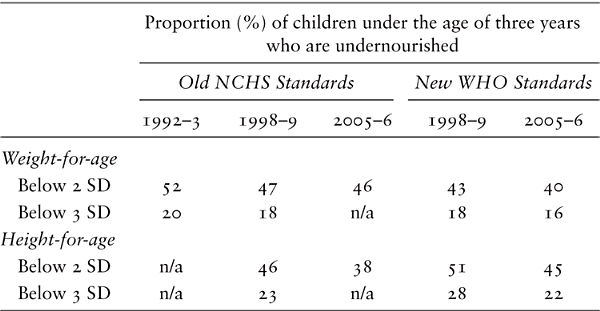 Proportion (%) of children under the age of three years
who are undernourished
Old NCHS Standards New WHO Standards
1992–3 1998–9 2005–6 1998–9 2005–6
Weight-for-age
Below 2 SD 52 47 46 43 40
Below 3 SD 20 18 n/a 18 16
Height-for-age
Below 2 SD n/a 46 38 51 45
Below 3 SD n/a 23 n/a 28 22